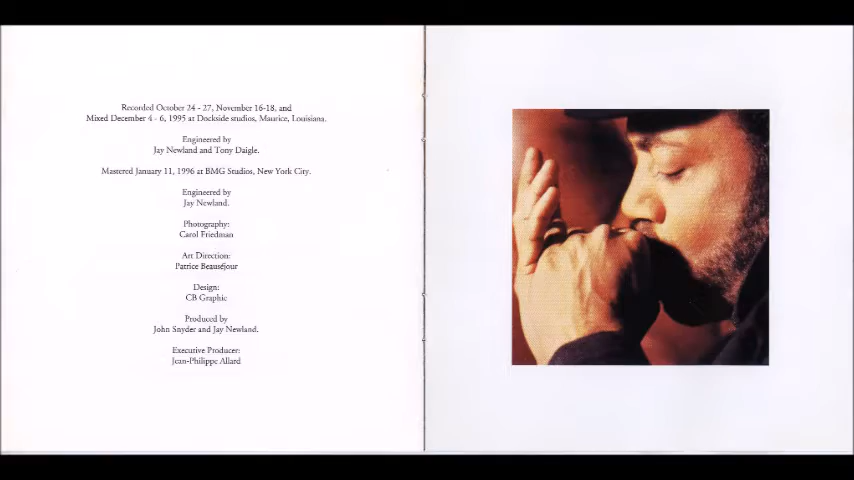 Recorded October 24 - 27, November 16-18, and
Mixed December 4 - 6, 1995 at Dockside studios, Maurice, Louisiana.
Engineered by
Jay Newland and Tony Daigle.
Mastered January 11, 1996 at BMG Studios, New York City.
Engineered by
Jay Newland.
Photography:
Carol Friedman
Art Direction:
Patrice Beauséjour
Design:
CB Graphic
Produced by
John Snyder and Jay Newland.
Executive Producer:
Jean-Philippe Allard